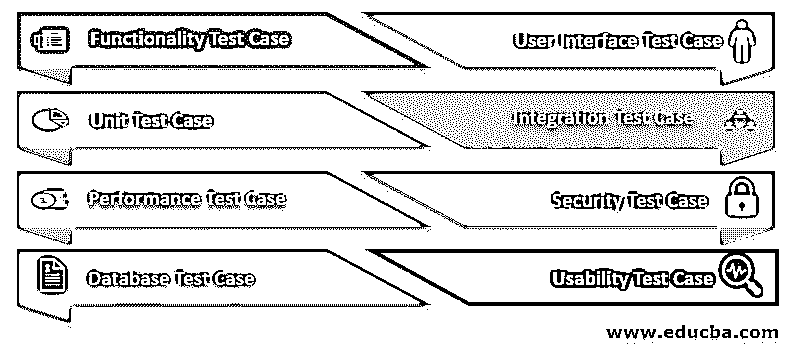 Functionality Test Case
User Interface Test Case
Unit Test Case
Integration Test Case
Performance Test Case
Security Test Case
Database Test Case
Usability Test Case
www.educba.com